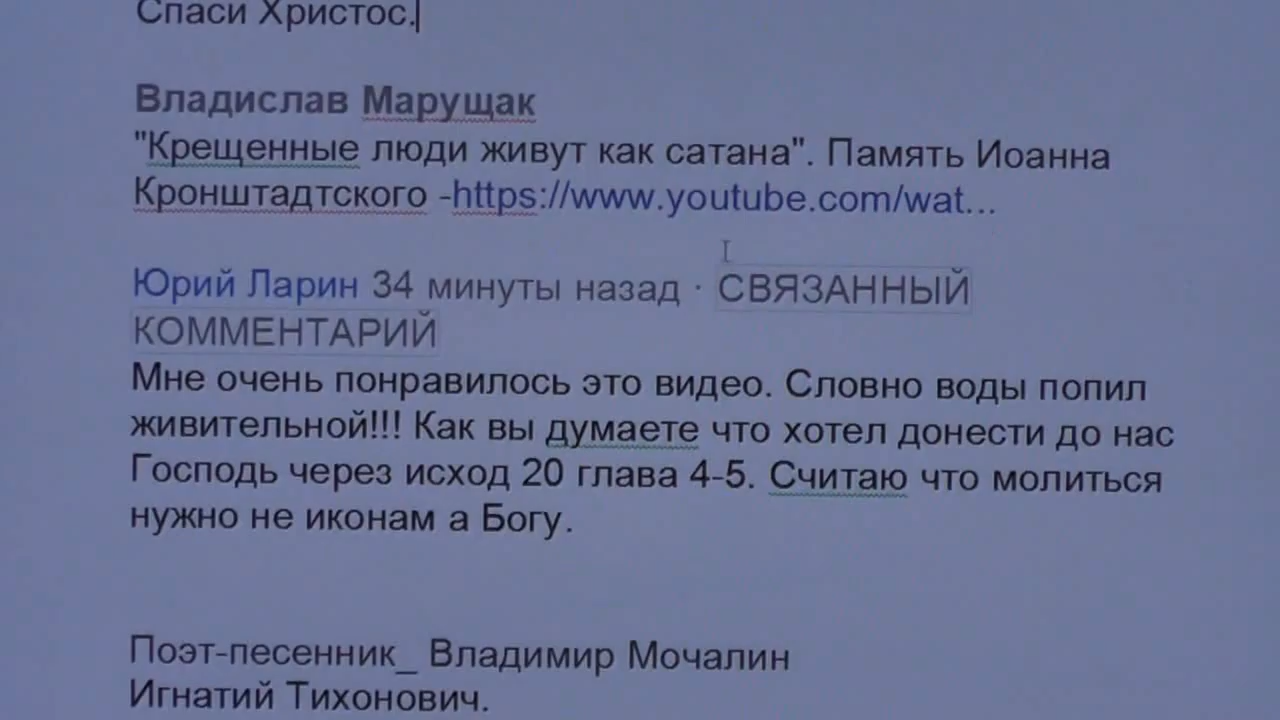 Спаси Христос.
Владислав Марущак
"Крещенные люди живут как сатана". Память Иоанна
Кронштадтского -https://www.youtube.com/wat...
Юрий Ларин 34 минуты назад · СВЯЗАННЫЙ
КОММЕНТАРИЙ
Мне очень понравилось это видео. Словно воды попил
живительной!!! Как вы думаете что хотел донести до нас
Господь через исход 20 глава 4-5. Считаю что молиться
нужно не иконам а Богу.
Поэт-песенник_ Владимир Мочалин
Игнатий Тихонович.